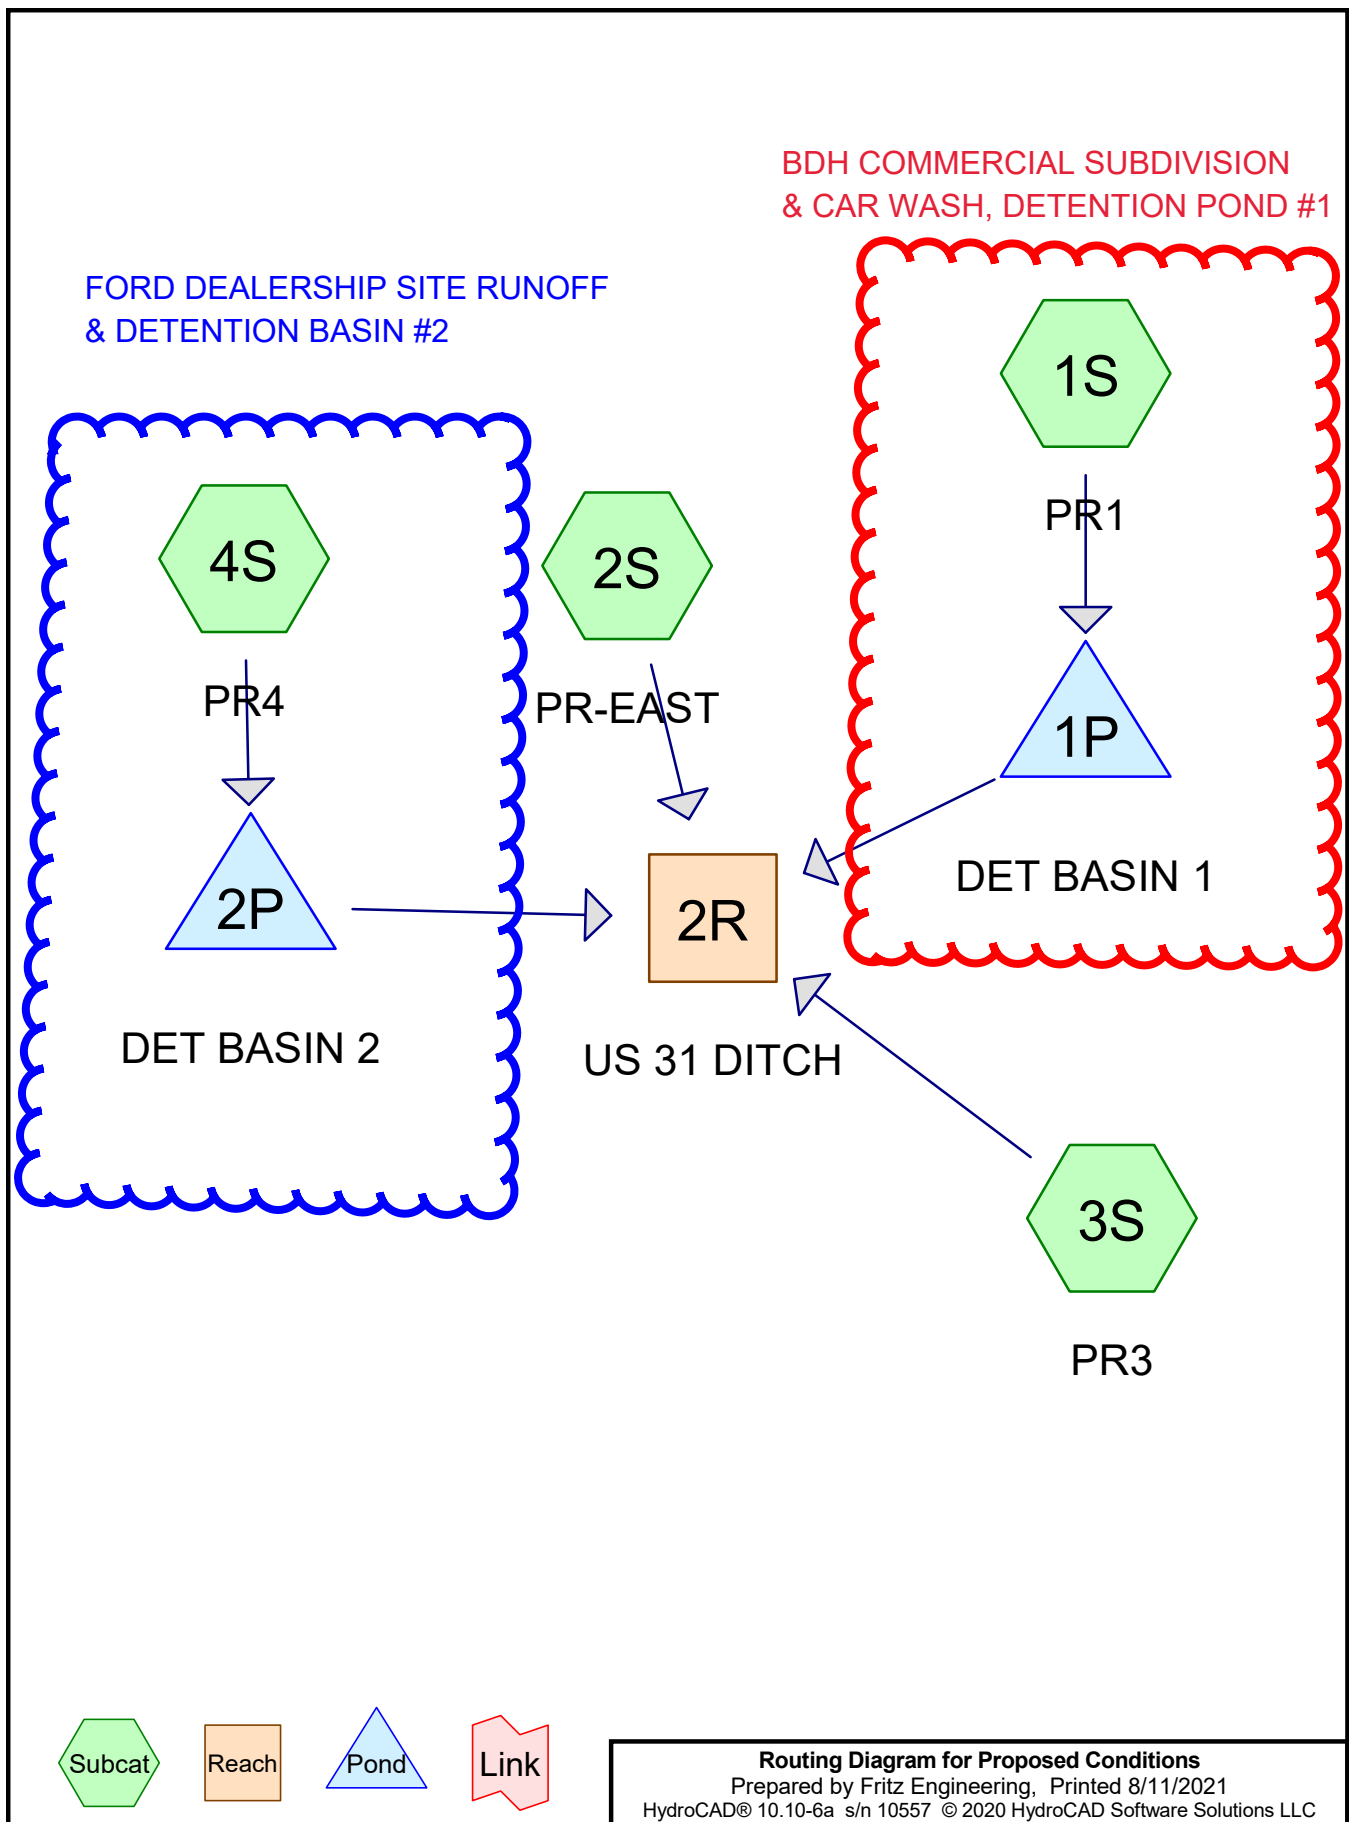 BDH COMMERCIAL SUBDIVISION
& CAR WASH, DETENTION POND #1
FORD DEALERSHIP SITE RUNOFF
& DETENTION BASIN #2
1S
PR1
4S
2S
PR4
PR-EAST
1P
DET BASIN 1
2P
2R
DET BASIN 2
US 31 DITCH
3S
PR3
Subcat
Reach
Pond
Link
Routing Diagram for Proposed Conditions
Prepared by Fritz Engineering, Printed 8/11/2021
HydroCAD® 10.10-6a s/n 10557 © 2020 HydroCAD Software Solutions LLC